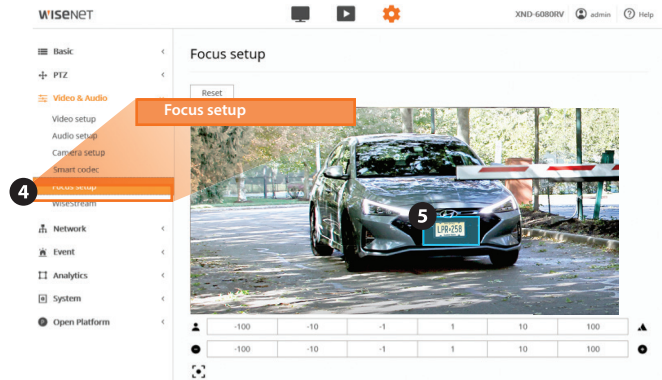 WISENET
XND-6080RV admin ? Help
Basic
PTZ
Video & Audio
Video setup
Audio setup
Camera setup
Smart codec
4 Focus setup
WiseStream
Network
Event
Analytics
System
Open Platform
Focus setup
Reset
Focus setup
5
LPR-258
-100 -10 -1 1 10 100
-100 -10 -1 1 10 100